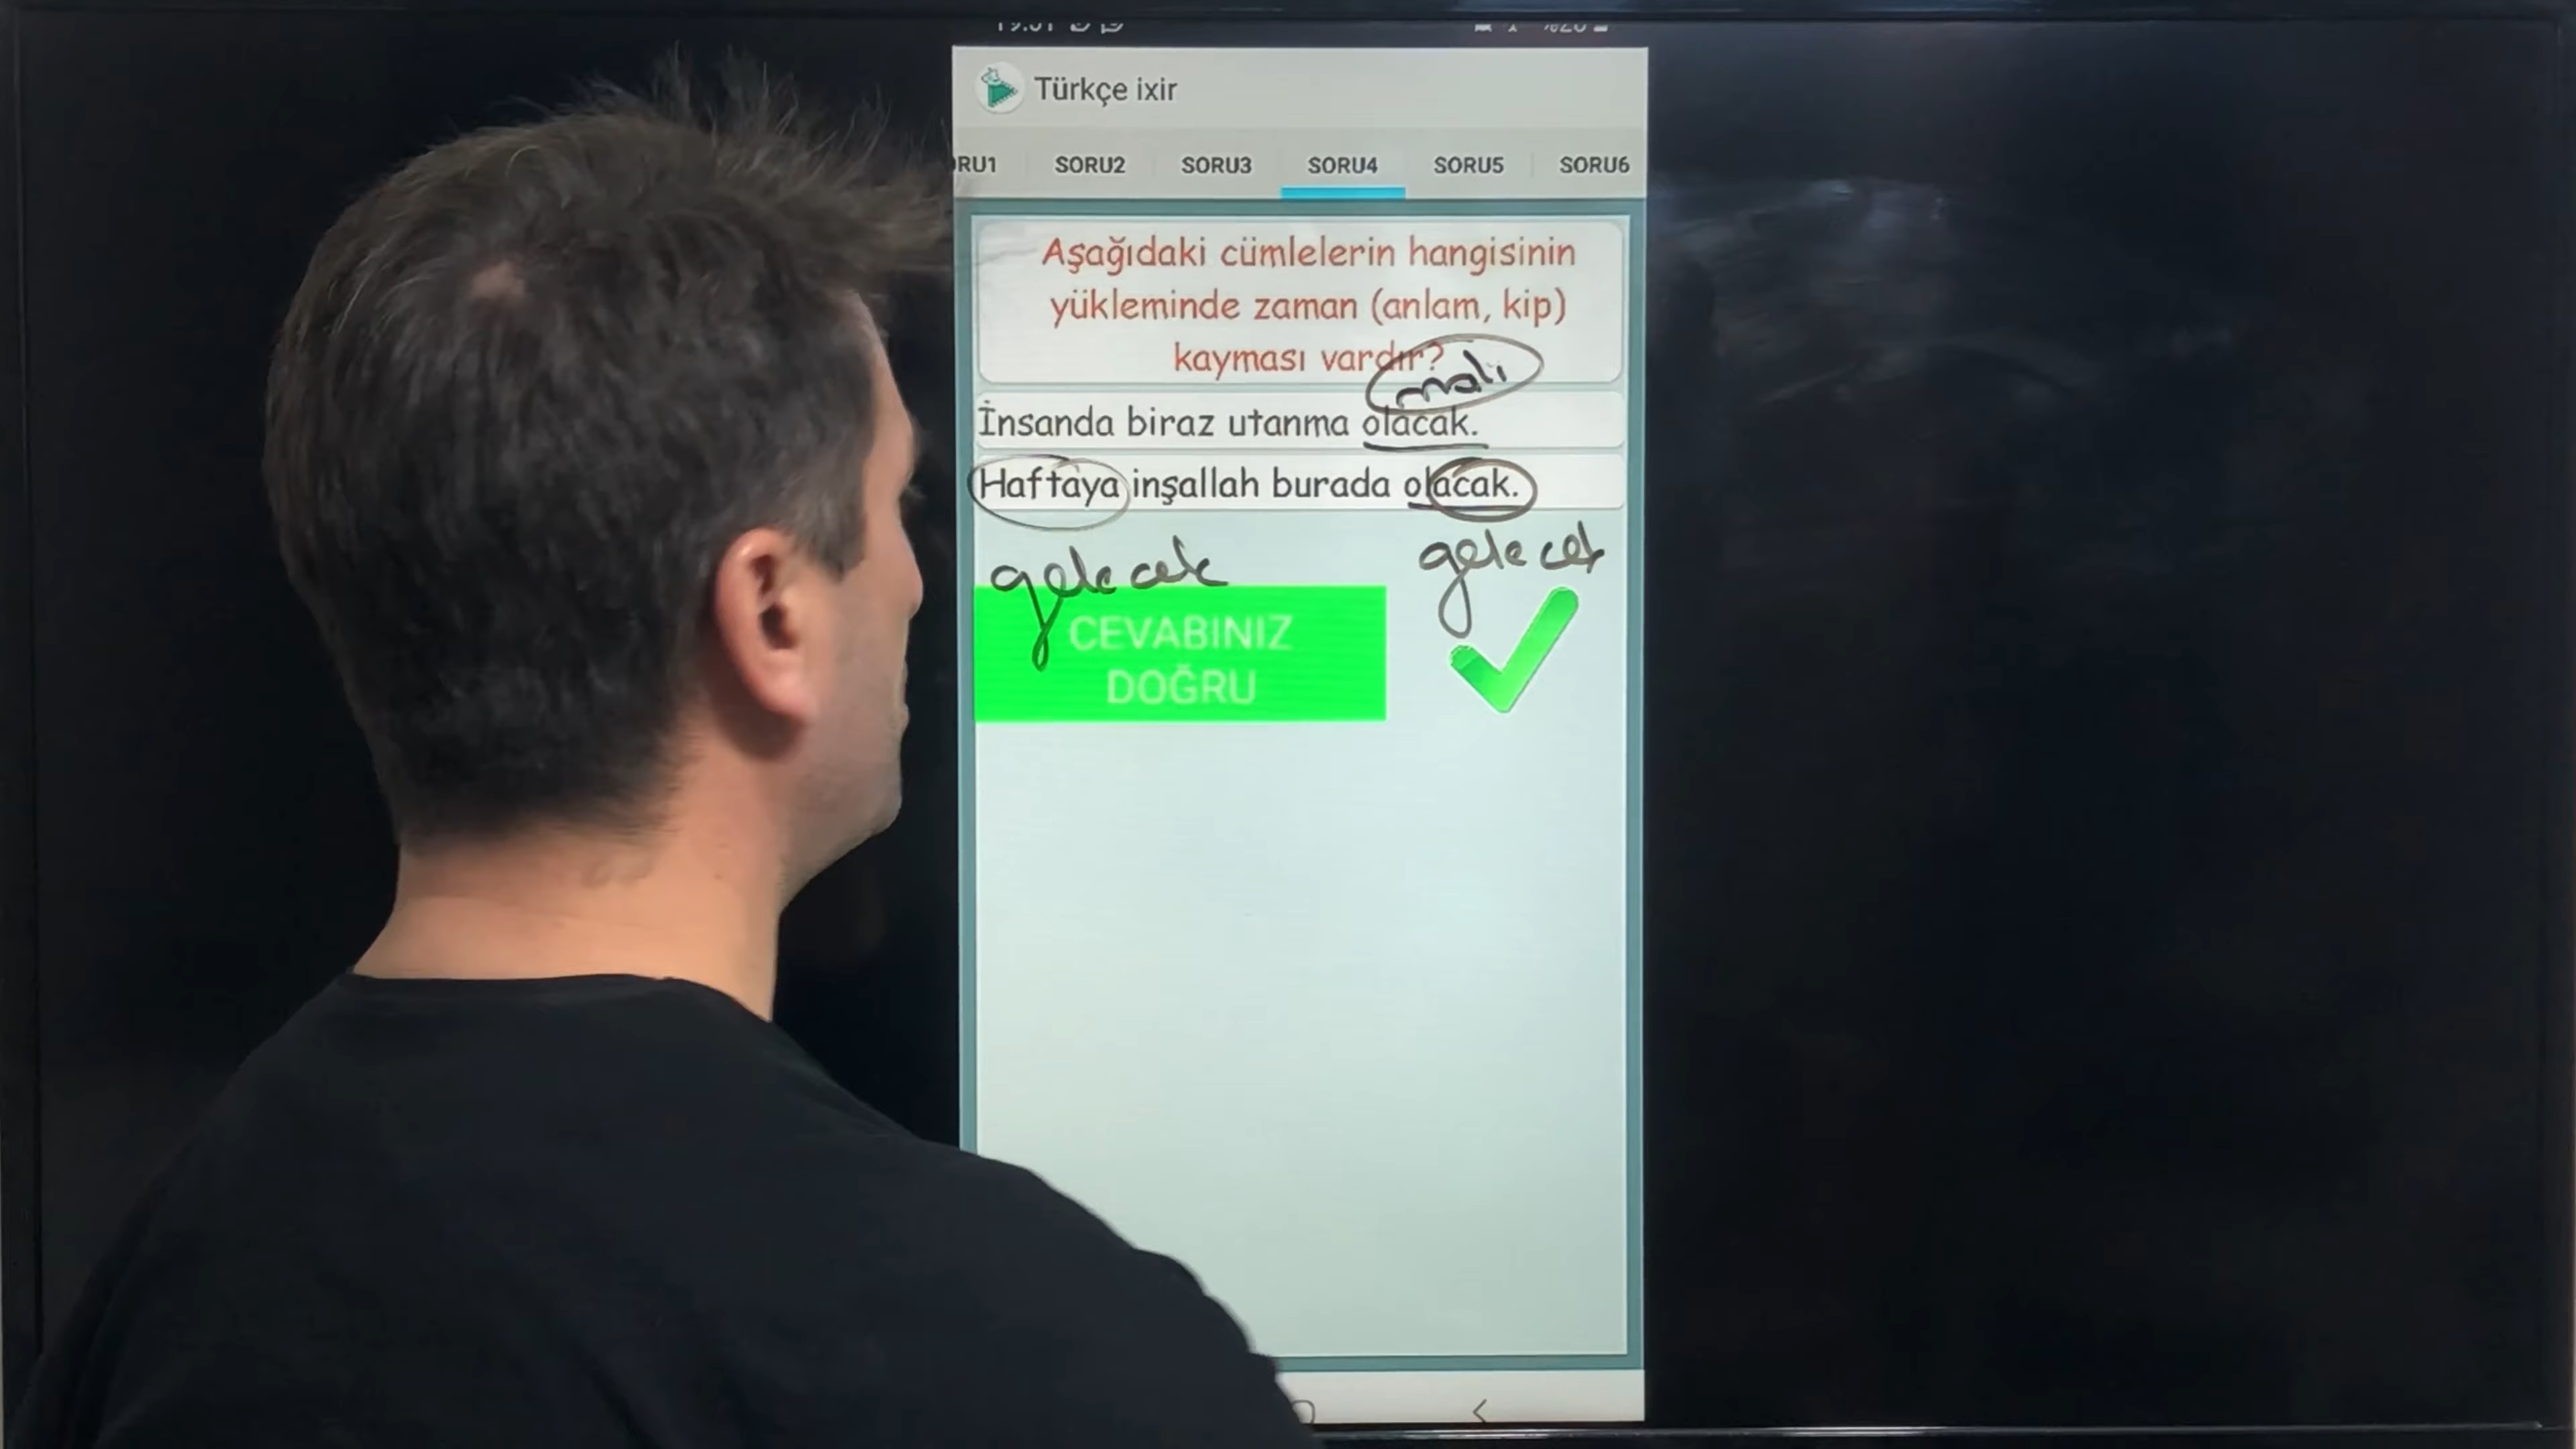 Türkçe ixir
SORU2 SORU3 SORU4 SORU5 SORU6
Aşağıdaki cümlelerin hangisinin
yükleminde zaman (anlam, kip)
kayması vardır?
malı
İnsanda biraz utanma olacak.
Haftaya inşallah burada olacak.
gelecek gelecek
CEVABINIZ
DOĞRU